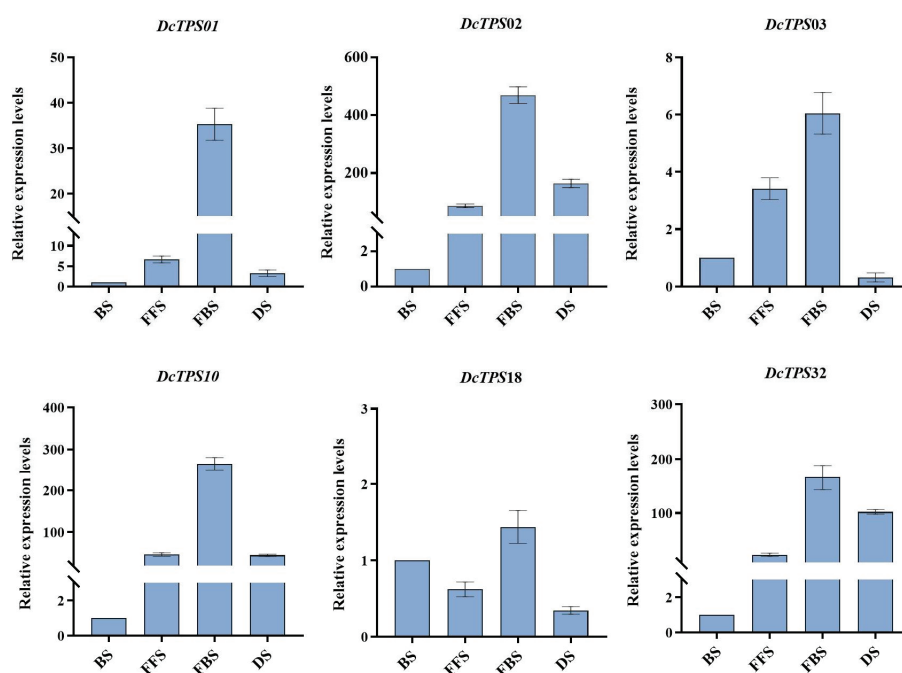 DcTPS01
DcTPS02
DcTPS03
Relative expression levels
50
40
30
20
10
5
0
BS FFS FBS DS
Relative expression levels
600
400
200
2
0
BS FFS FBS DS
Relative expression levels
8
6
4
2
0
BS FFS FBS DS
DcTPS10
DcTPS18
DcTPS32
Relative expression levels
400
300
200
100
2
0
BS FFS FBS DS
Relative expression levels
3
2
1
0
BS FFS FBS DS
Relative expression levels
300
200
100
2
0
BS FFS FBS DS